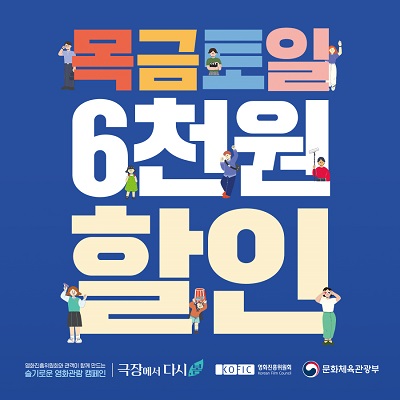 목금토일
6천원
할인
영화진흥위원회와 관객이 함께 만드는
슬기로운 영화관람 캠페인
극장에서 다시, 봄
KOFIC 영화진흥위원회
Korean Film Council
문화체육관광부